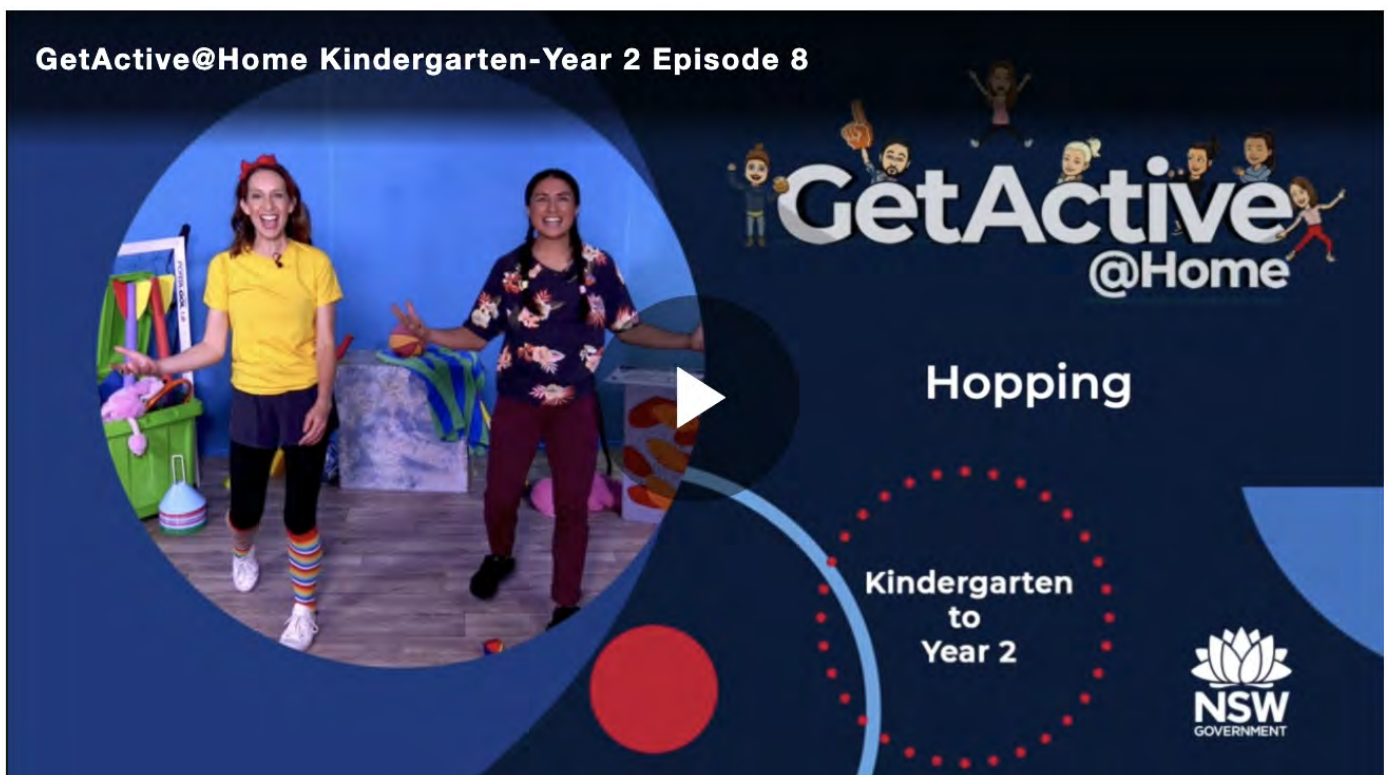 GetActive@Home Kindergarten-Year 2 Episode 8
GetActive
@Home
Hopping
Kindergarten
to
Year 2
NSW
GOVERNMENT